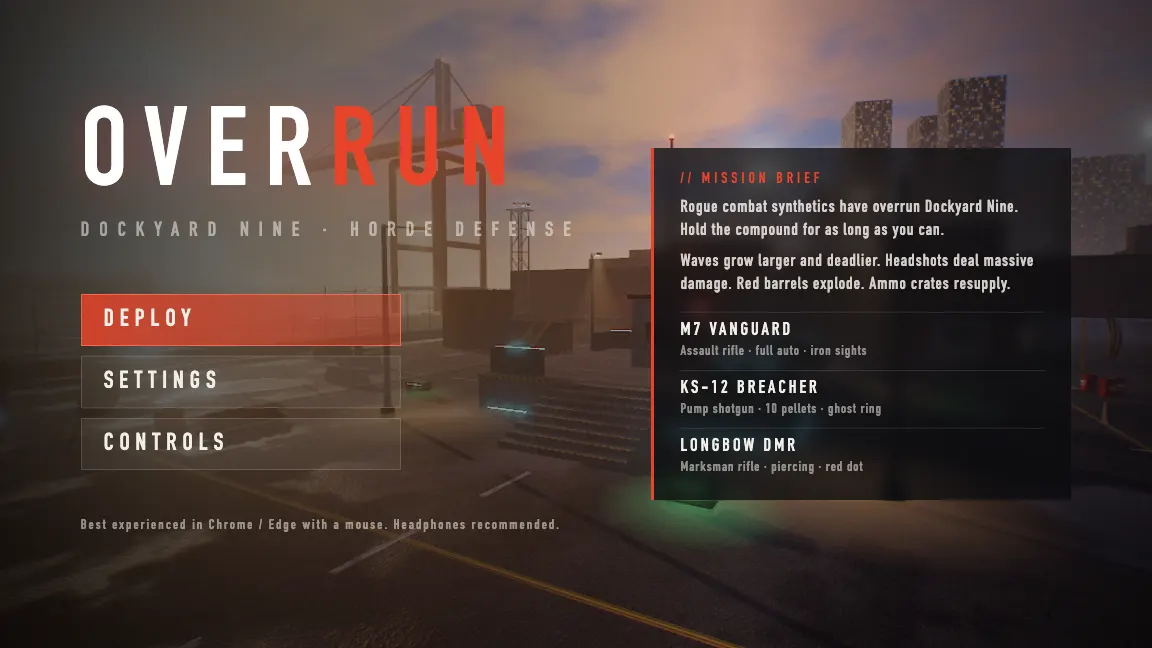 OVERRUN
DOCKYARD NINE · HORDE DEFENSE
DEPLOY
SETTINGS
CONTROLS
Best experienced in Chrome / Edge with a mouse. Headphones recommended.
// MISSION BRIEF
Rogue combat synthetics have overrun Dockyard Nine.
Hold the compound for as long as you can.
Waves grow larger and deadlier. Headshots deal massive
damage. Red barrels explode. Ammo crates resupply.
M7 VANGUARD
Assault rifle · full auto · iron sights
KS-12 BREACHER
Pump shotgun · 10 pellets · ghost ring
LONGBOW DMR
Marksman rifle · piercing · red dot